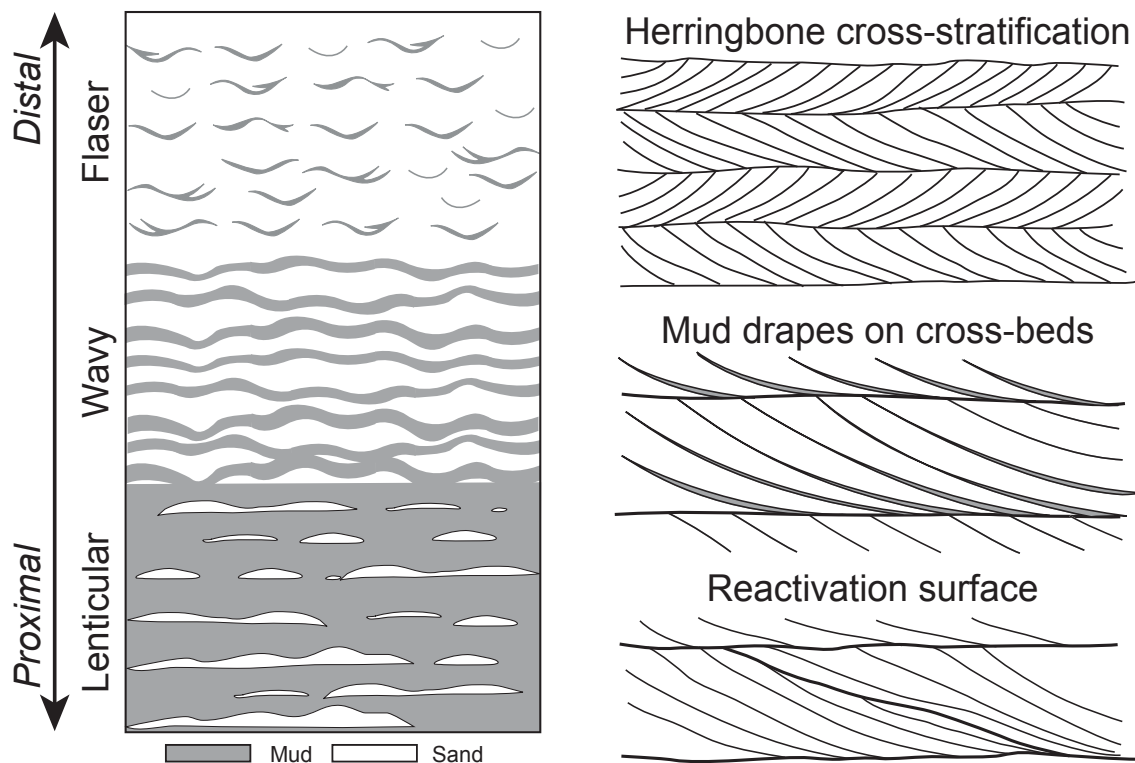 Distal
Flaser
Wavy
Lenticular
Proximal
Mud
Sand
Herringbone cross-stratification
Mud drapes on cross-beds
Reactivation surface